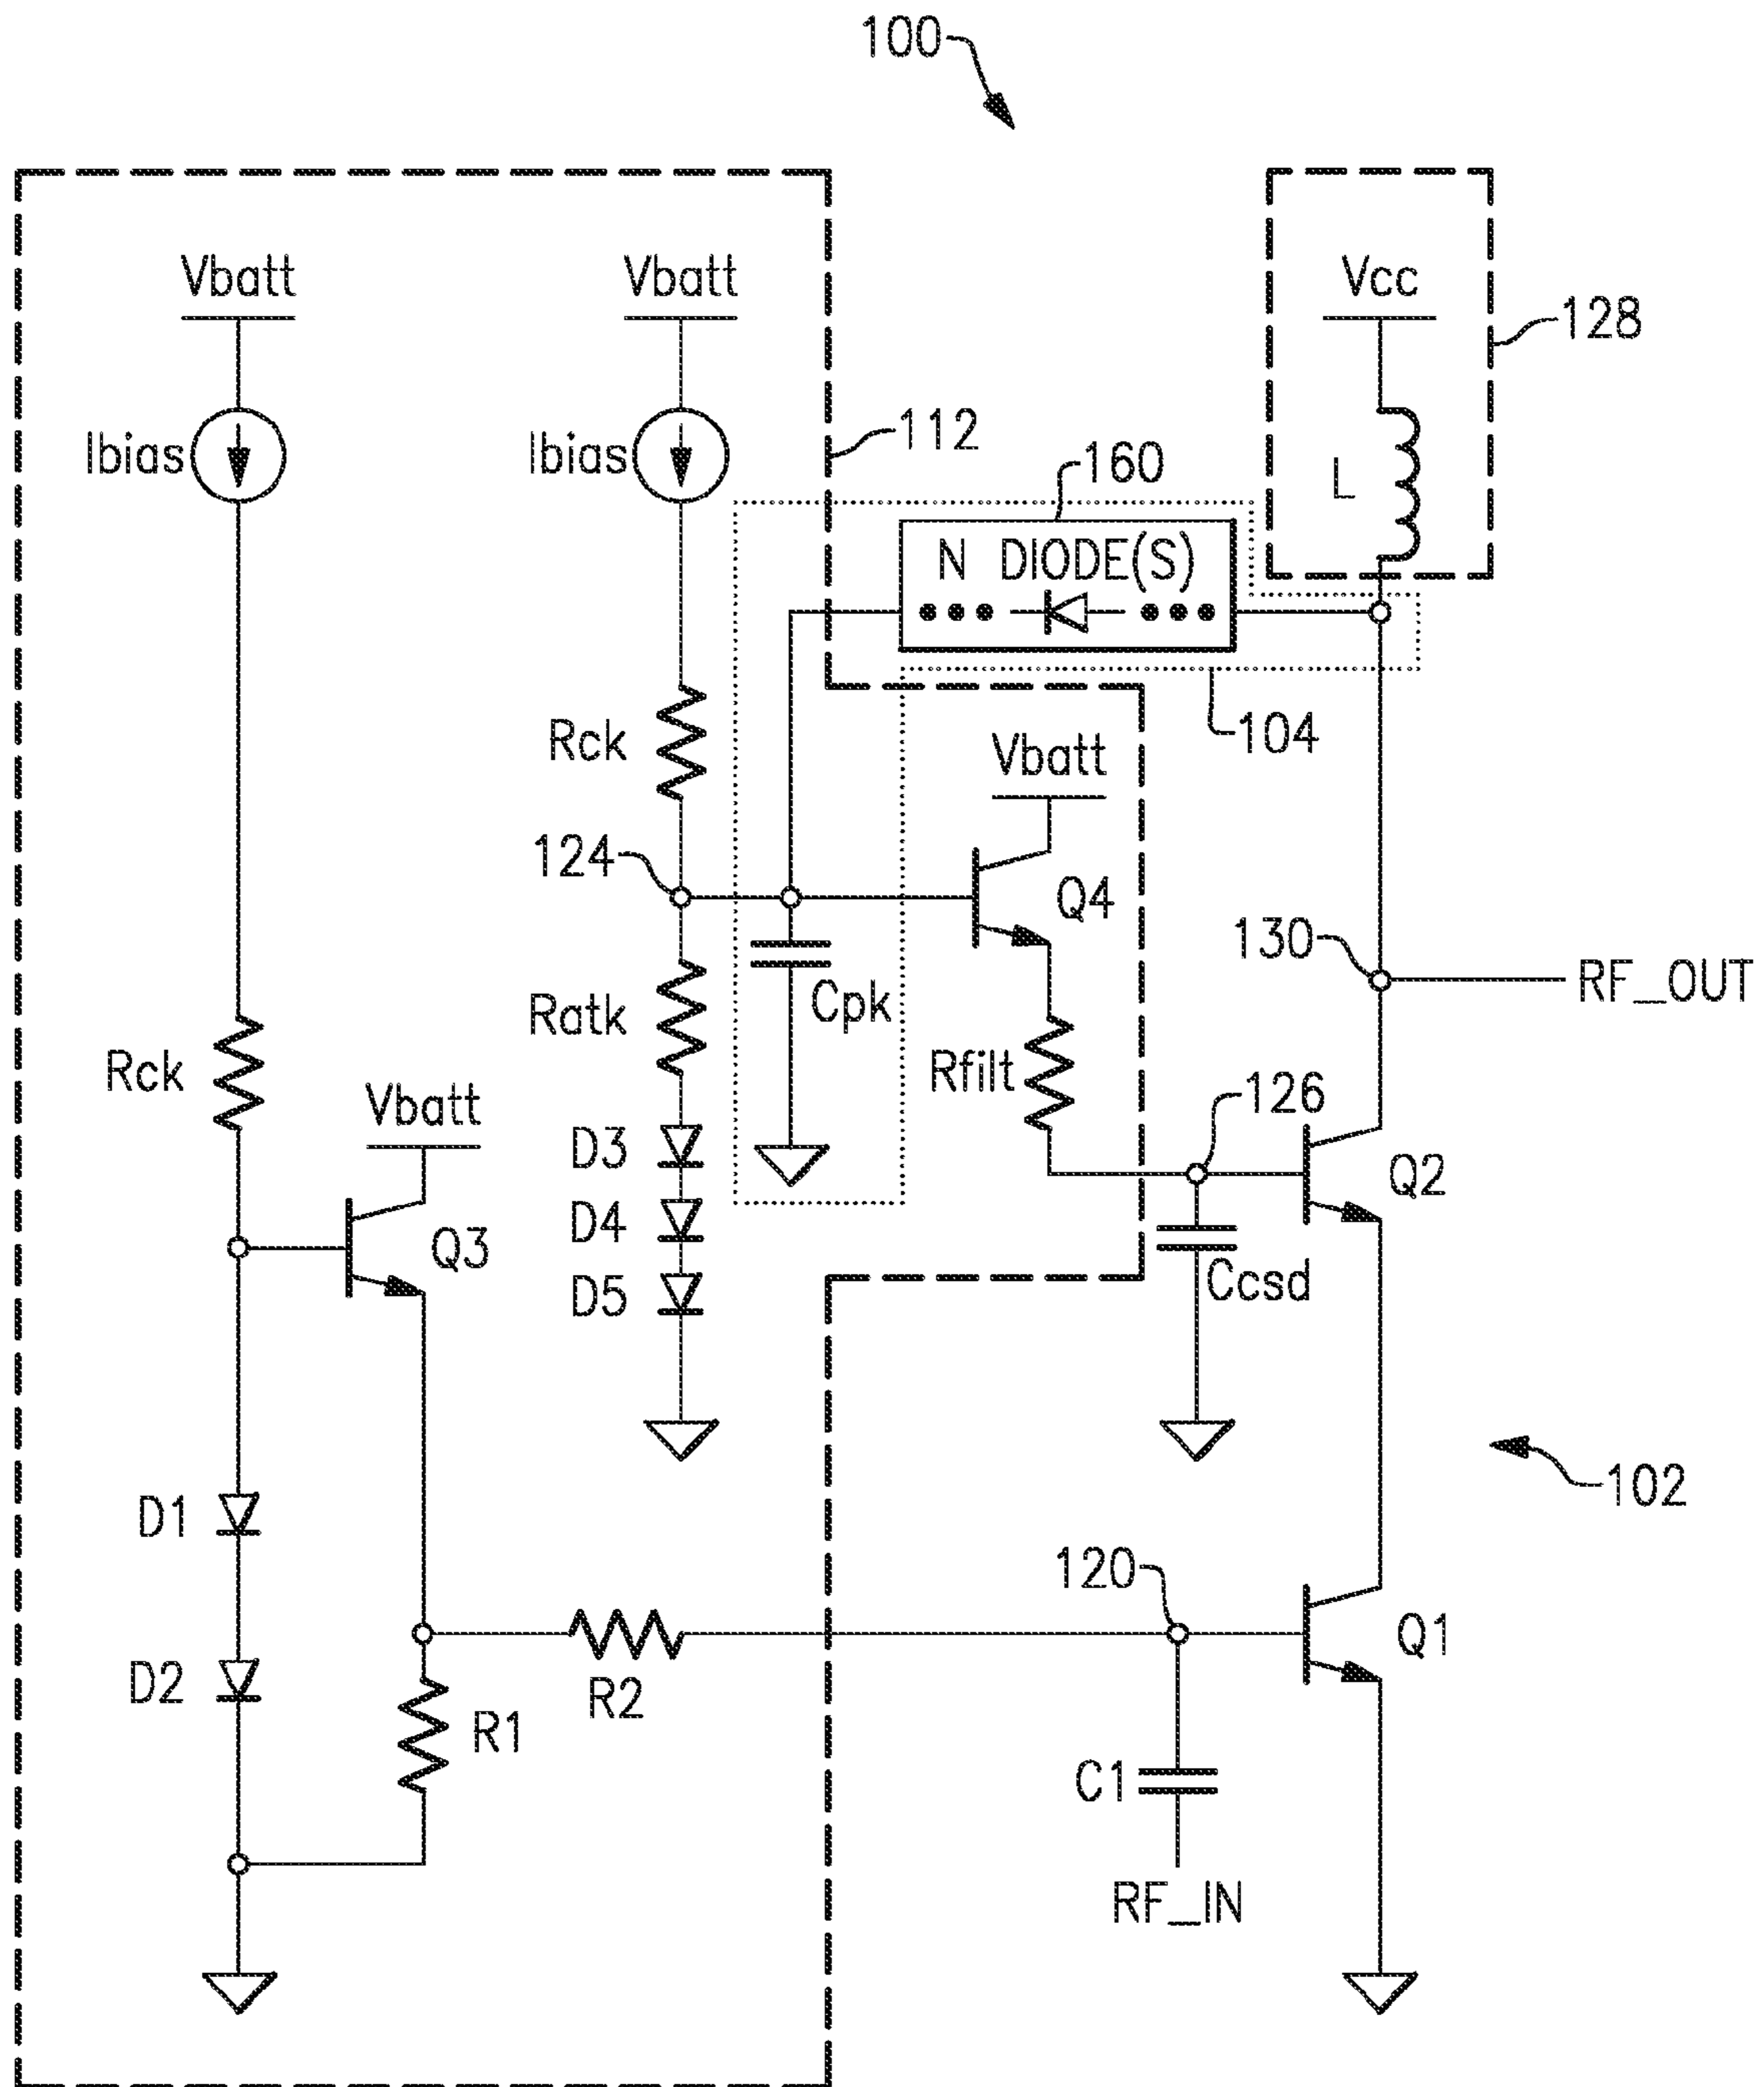 100
Vbatt
Vbatt
Vcc
128
Ibias
Ibias
112
160
L
N DIODE(S)
Rck
104
Vbatt
124
Q4
130
RF_OUT
Ratk
Cpk
Rfilt
Rck
Vbatt
126
D3
Q2
D4
Q3
D5
Ccsd
102
D1
120
Q1
D2
R2
R1
C1
RF_IN